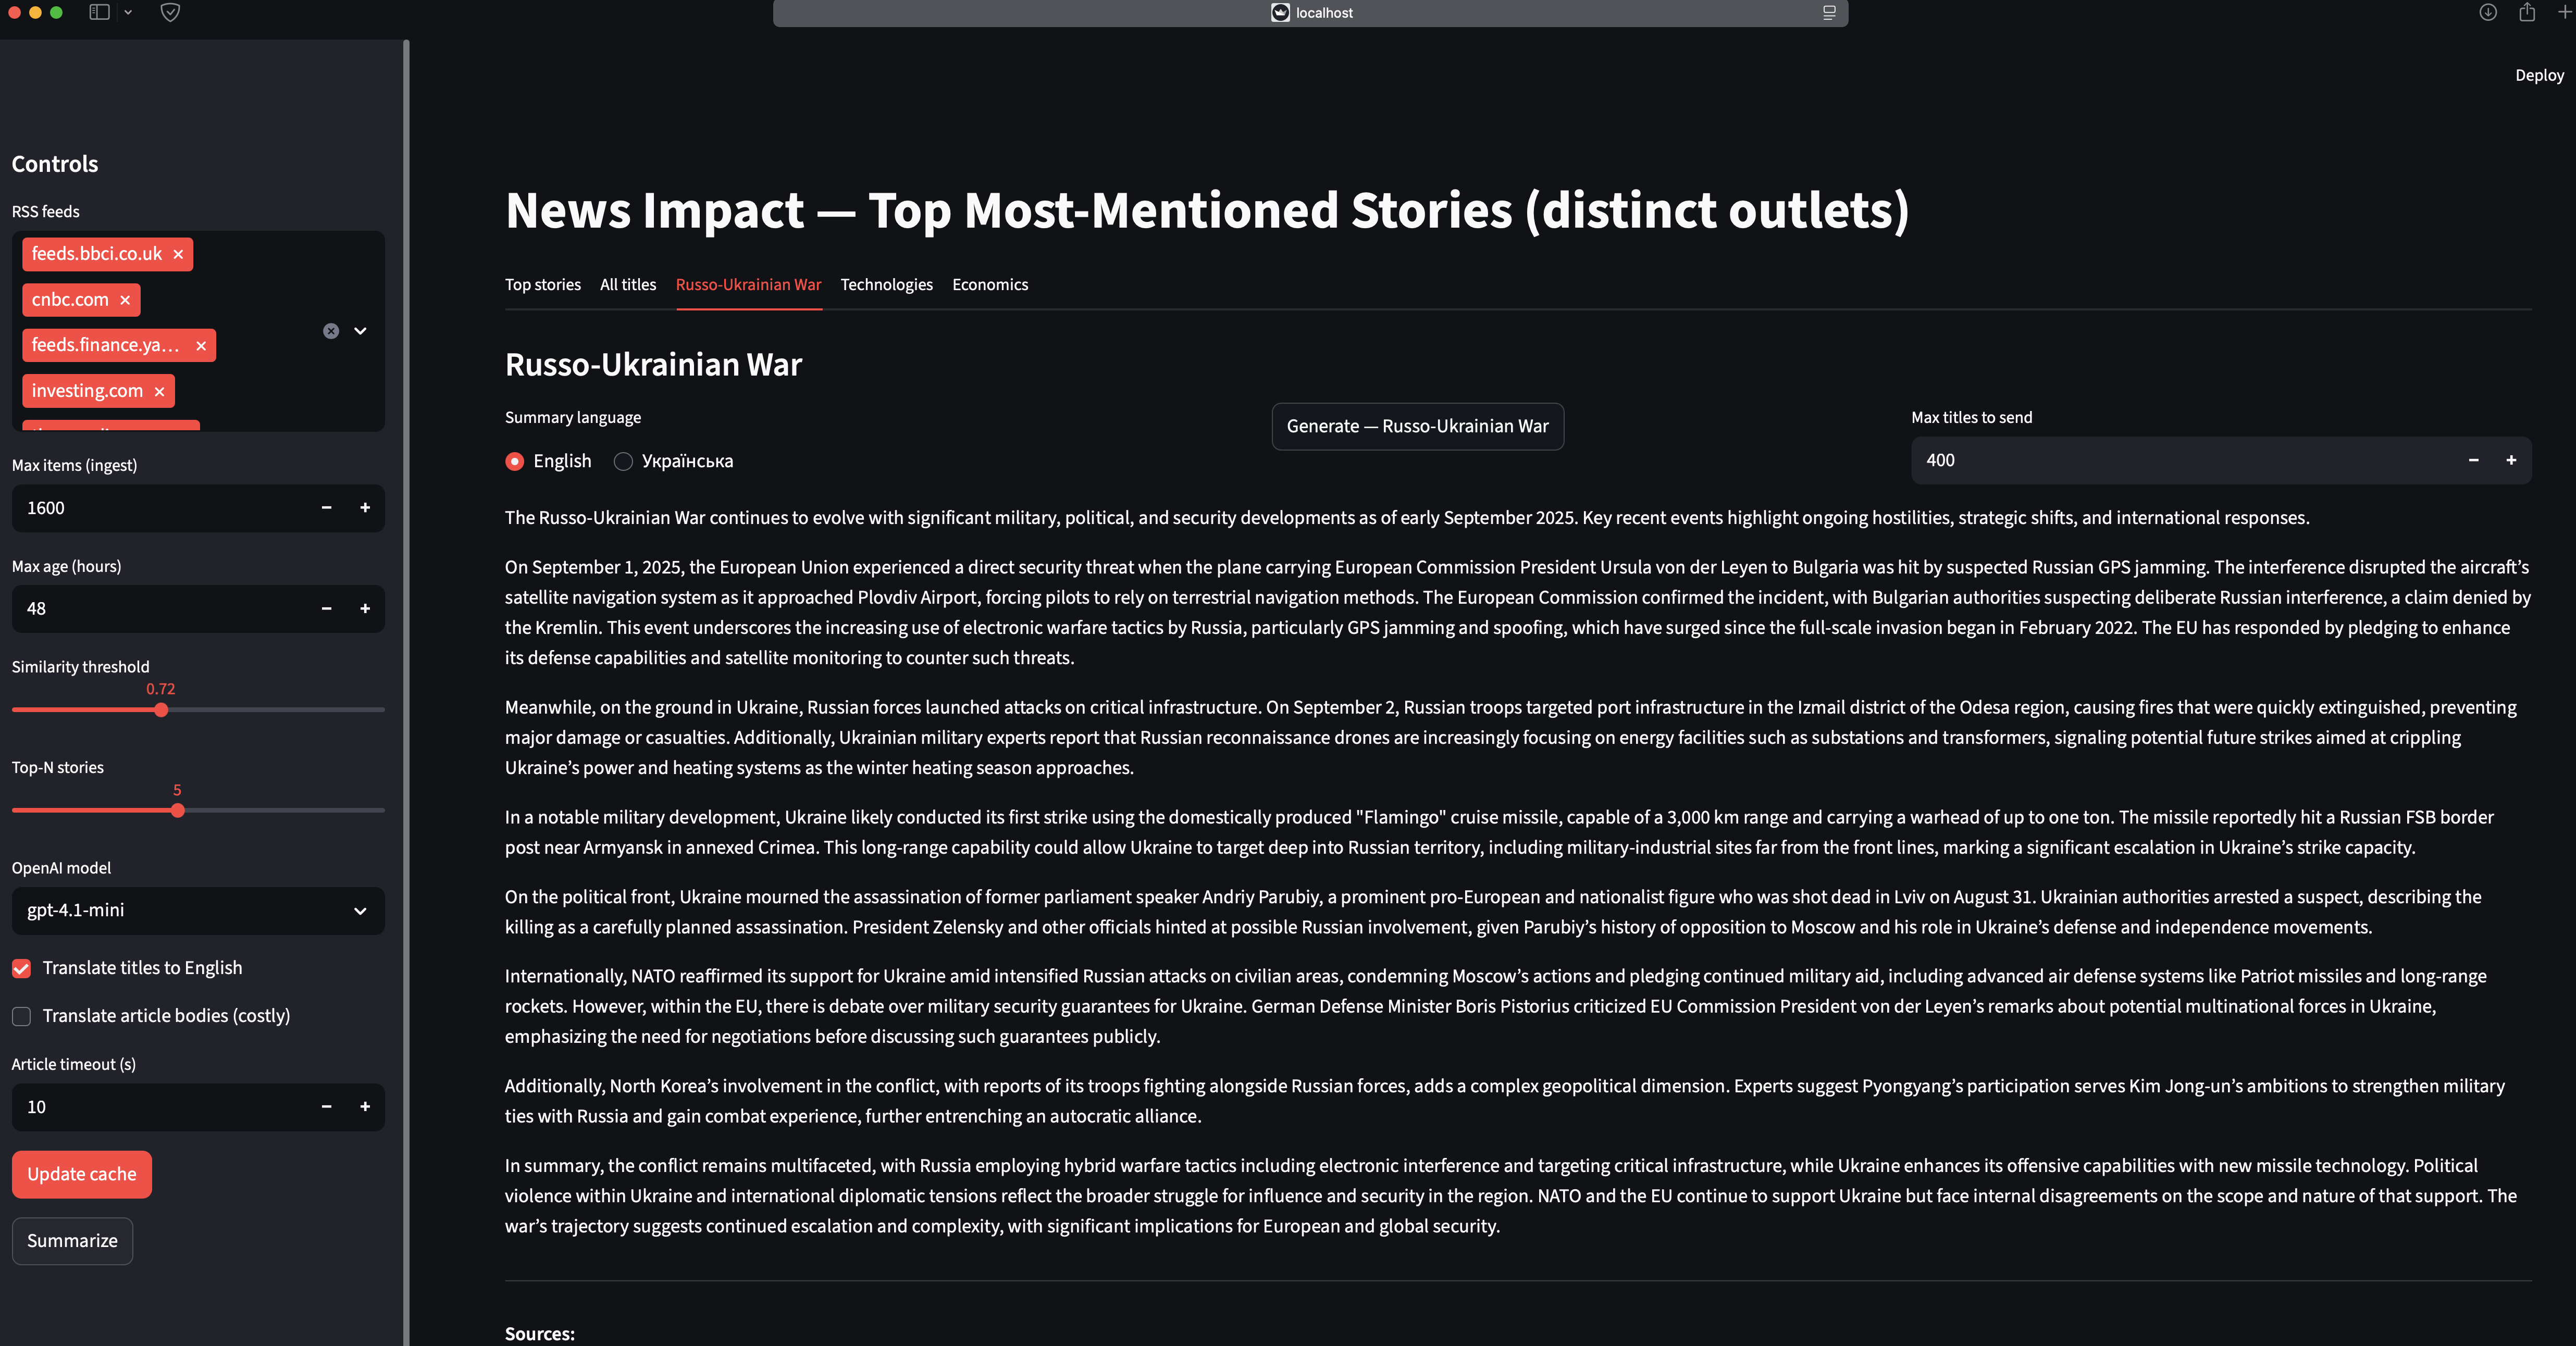 localhost
Deploy
Controls
RSS feeds
feeds.bbci.co.uk
cnbc.com
feeds.finance.ya...
investing.com
Max items (ingest)
1600
Max age (hours)
48
Similarity threshold
0.72
Top-N stories
5
OpenAI model
gpt-4.1-mini
Translate titles to English
Translate article bodies (costly)
Article timeout (s)
10
Update cache
Summarize
News Impact — Top Most-Mentioned Stories (distinct outlets)
Top stories All titles Russo-Ukrainian War Technologies Economics
Russo-Ukrainian War
Summary language
English Українська
Generate — Russo-Ukrainian War
Max titles to send
400
The Russo-Ukrainian War continues to evolve with significant military, political, and security developments as of early September 2025. Key recent events highlight ongoing hostilities, strategic shifts, and international responses.
On September 1, 2025, the European Union experienced a direct security threat when the plane carrying European Commission President Ursula von der Leyen to Bulgaria was hit by suspected Russian GPS jamming. The interference disrupted the aircraft’s
satellite navigation system as it approached Plovdiv Airport, forcing pilots to rely on terrestrial navigation methods. The European Commission confirmed the incident, with Bulgarian authorities suspecting deliberate Russian interference, a claim denied by
the Kremlin. This event underscores the increasing use of electronic warfare tactics by Russia, particularly GPS jamming and spoofing, which have surged since the full-scale invasion began in February 2022. The EU has responded by pledging to enhance
its defense capabilities and satellite monitoring to counter such threats.
Meanwhile, on the ground in Ukraine, Russian forces launched attacks on critical infrastructure. On September 2, Russian troops targeted port infrastructure in the Izmail district of the Odesa region, causing fires that were quickly extinguished, preventing
major damage or casualties. Additionally, Ukrainian military experts report that Russian reconnaissance drones are increasingly focusing on energy facilities such as substations and transformers, signaling potential future strikes aimed at crippling
Ukraine’s power and heating systems as the winter heating season approaches.
In a notable military development, Ukraine likely conducted its first strike using the domestically produced "Flamingo" cruise missile, capable of a 3,000 km range and carrying a warhead of up to one ton. The missile reportedly hit a Russian FSB border
post near Armyansk in annexed Crimea. This long-range capability could allow Ukraine to target deep into Russian territory, including military-industrial sites far from the front lines, marking a significant escalation in Ukraine’s strike capacity.
On the political front, Ukraine mourned the assassination of former parliament speaker Andriy Parubiy, a prominent pro-European and nationalist figure who was shot dead in Lviv on August 31. Ukrainian authorities arrested a suspect, describing the
killing as a carefully planned assassination. President Zelensky and other officials hinted at possible Russian involvement, given Parubiy’s history of opposition to Moscow and his role in Ukraine’s defense and independence movements.
Internationally, NATO reaffirmed its support for Ukraine amid intensified Russian attacks on civilian areas, condemning Moscow’s actions and pledging continued military aid, including advanced air defense systems like Patriot missiles and long-range
rockets. However, within the EU, there is debate over military security guarantees for Ukraine. German Defense Minister Boris Pistorius criticized EU Commission President von der Leyen’s remarks about potential multinational forces in Ukraine,
emphasizing the need for negotiations before discussing such guarantees publicly.
Additionally, North Korea’s involvement in the conflict, with reports of its troops fighting alongside Russian forces, adds a complex geopolitical dimension. Experts suggest Pyongyang’s participation serves Kim Jong-un’s ambitions to strengthen military
ties with Russia and gain combat experience, further entrenching an autocratic alliance.
In summary, the conflict remains multifaceted, with Russia employing hybrid warfare tactics including electronic interference and targeting critical infrastructure, while Ukraine enhances its offensive capabilities with new missile technology. Political
violence within Ukraine and international diplomatic tensions reflect the broader struggle for influence and security in the region. NATO and the EU continue to support Ukraine but face internal disagreements on the scope and nature of that support. The
war’s trajectory suggests continued escalation and complexity, with significant implications for European and global security.
Sources: